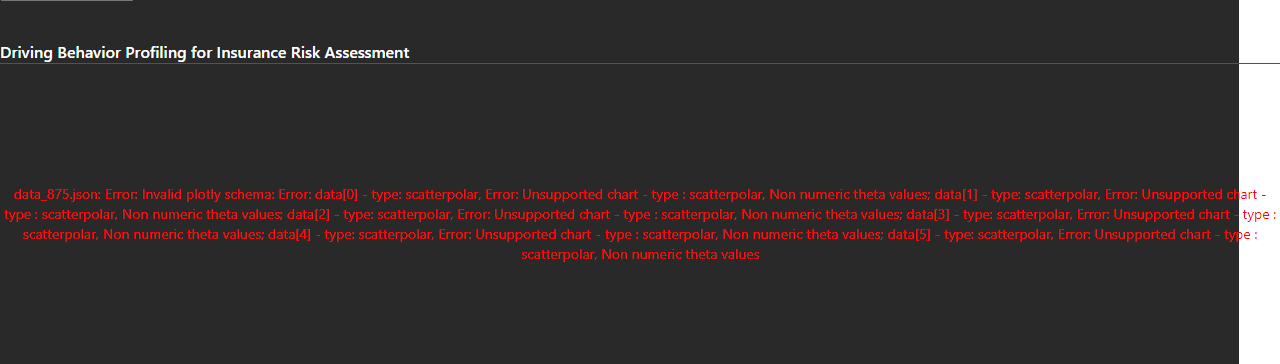 Driving Behavior Profiling for Insurance Risk Assessment
data_875.json: Error: Invalid plotly schema: Error: data[0] - type: scatterpolar, Error: Unsupported chart - type : scatterpolar, Non numeric theta values; data[1] - type: scatterpolar, Error: Unsupported chart -
type : scatterpolar, Non numeric theta values; data[2] - type: scatterpolar, Error: Unsupported chart - type : scatterpolar, Non numeric theta values; data[3] - type: scatterpolar, Error: Unsupported chart - type :
scatterpolar, Non numeric theta values; data[4] - type: scatterpolar, Error: Unsupported chart - type : scatterpolar, Non numeric theta values; data[5] - type: scatterpolar, Error: Unsupported chart - type :
scatterpolar, Non numeric theta values